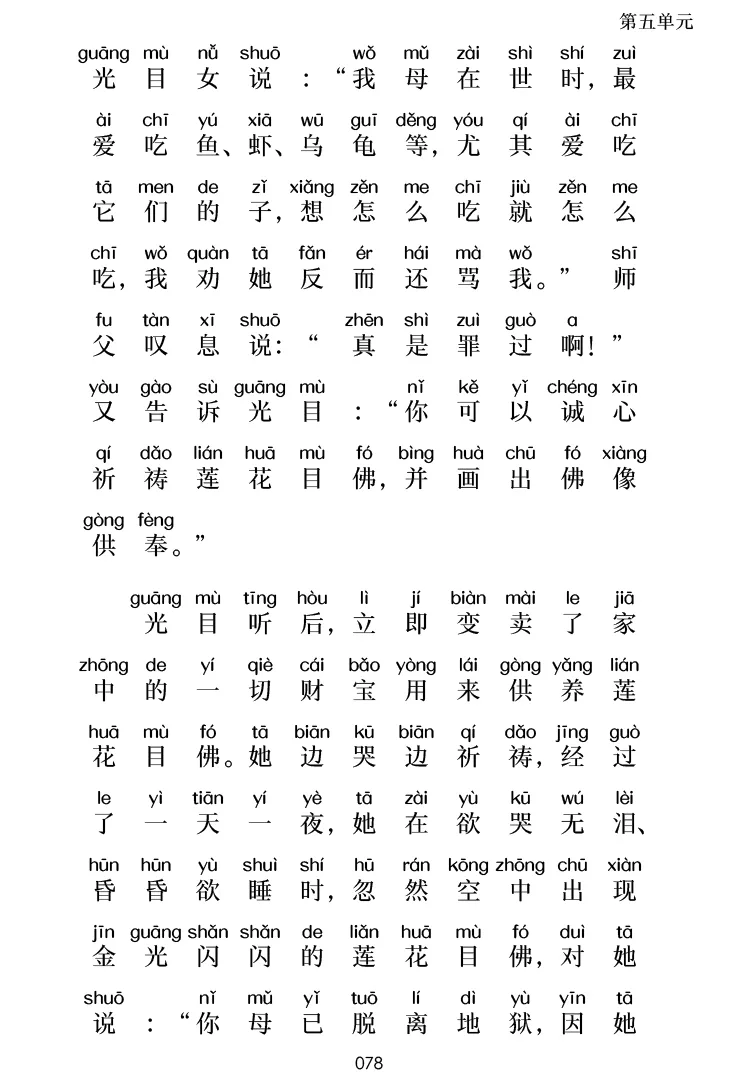 第五单元
guāng mù nǚ shuō wǒ mǔ zài shì shí zuì
光目女说：“我母在世时，最
ài chī yú xiā wū guī děng yóu qí ài chī
爱吃鱼、虾、乌龟等，尤其爱吃
tā men de zǐ xiǎng zěn me chī jiù zěn me
它们的子，想怎么吃就怎么
chī wǒ quàn tā fǎn ér hái mà wǒ shī
吃，我劝她反而还骂我。”师
fu tàn xī shuō zhēn shì zuì guò a
父叹息说：“真是罪过啊！”
yòu gào sù guāng mù nǐ kě yǐ chéng xīn
又告诉光目：“你可以诚心
qí dǎo lián huā mù fó bìng huà chū fó xiàng
祈祷莲花目佛，并画出佛像
gòng fèng
供奉。”
guāng mù tīng hòu lì jí biàn mài le jiā
光目听后，立即变卖了家
zhōng de yí qiè cái bǎo yòng lái gòng yǎng lián
中的一切财宝用来供养莲
huā mù fó tā biān kū biān qí dǎo jīng guò
花目佛。她边哭边祈祷，经过
le yì tiān yí yè tā zài yù kū wú lèi
了一天一夜，她在欲哭无泪、
hūn hūn yù shuì shí hū rán kōng zhōng chū xiàn
昏昏欲睡时，忽然空中出现
jīn guāng shǎn shǎn de liǎn huā mù fó duì tā
金光闪闪的莲花目佛，对她
shuō nǐ mǔ yǐ tuō lí dì yù yīn tā
说：“你母已脱离地狱，因她
078